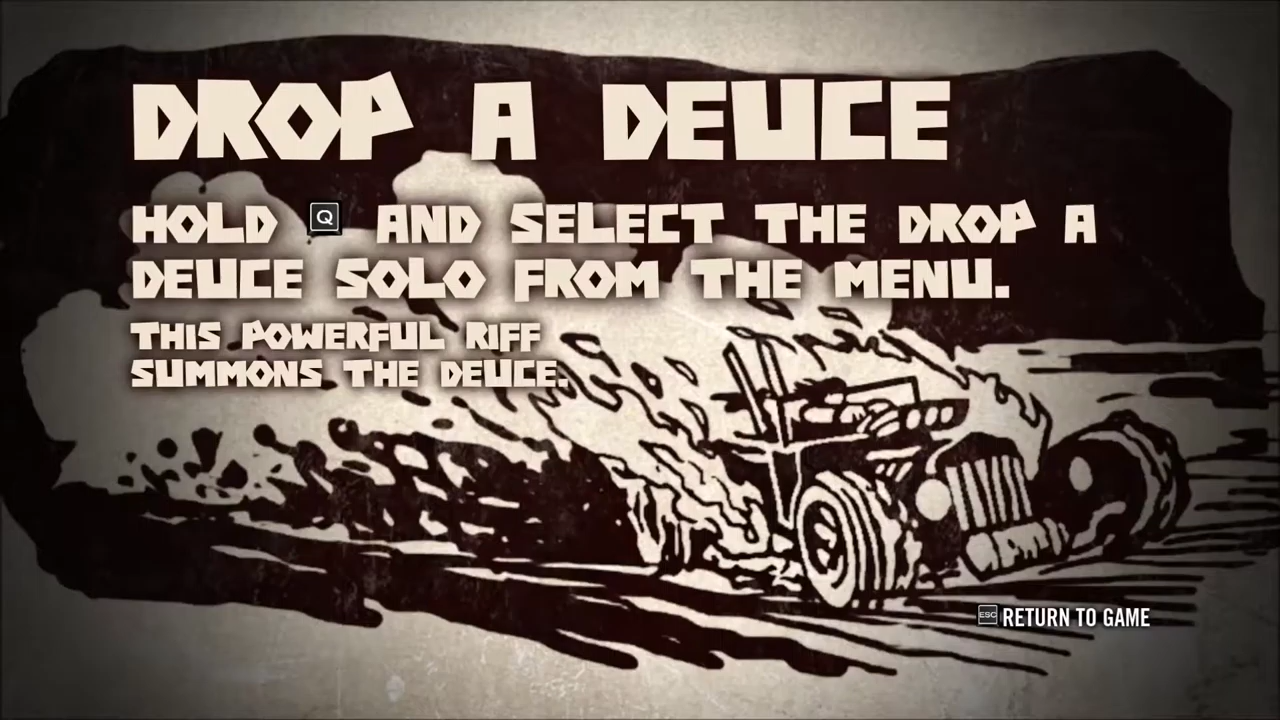 DROP A DEUCE
HOLD Q AND SELECT THE DROP A
DEUCE SOLO FROM THE MENU.
THIS POWERFUL RIFF
SUMMONS THE DEUCE.
ESC RETURN TO GAME